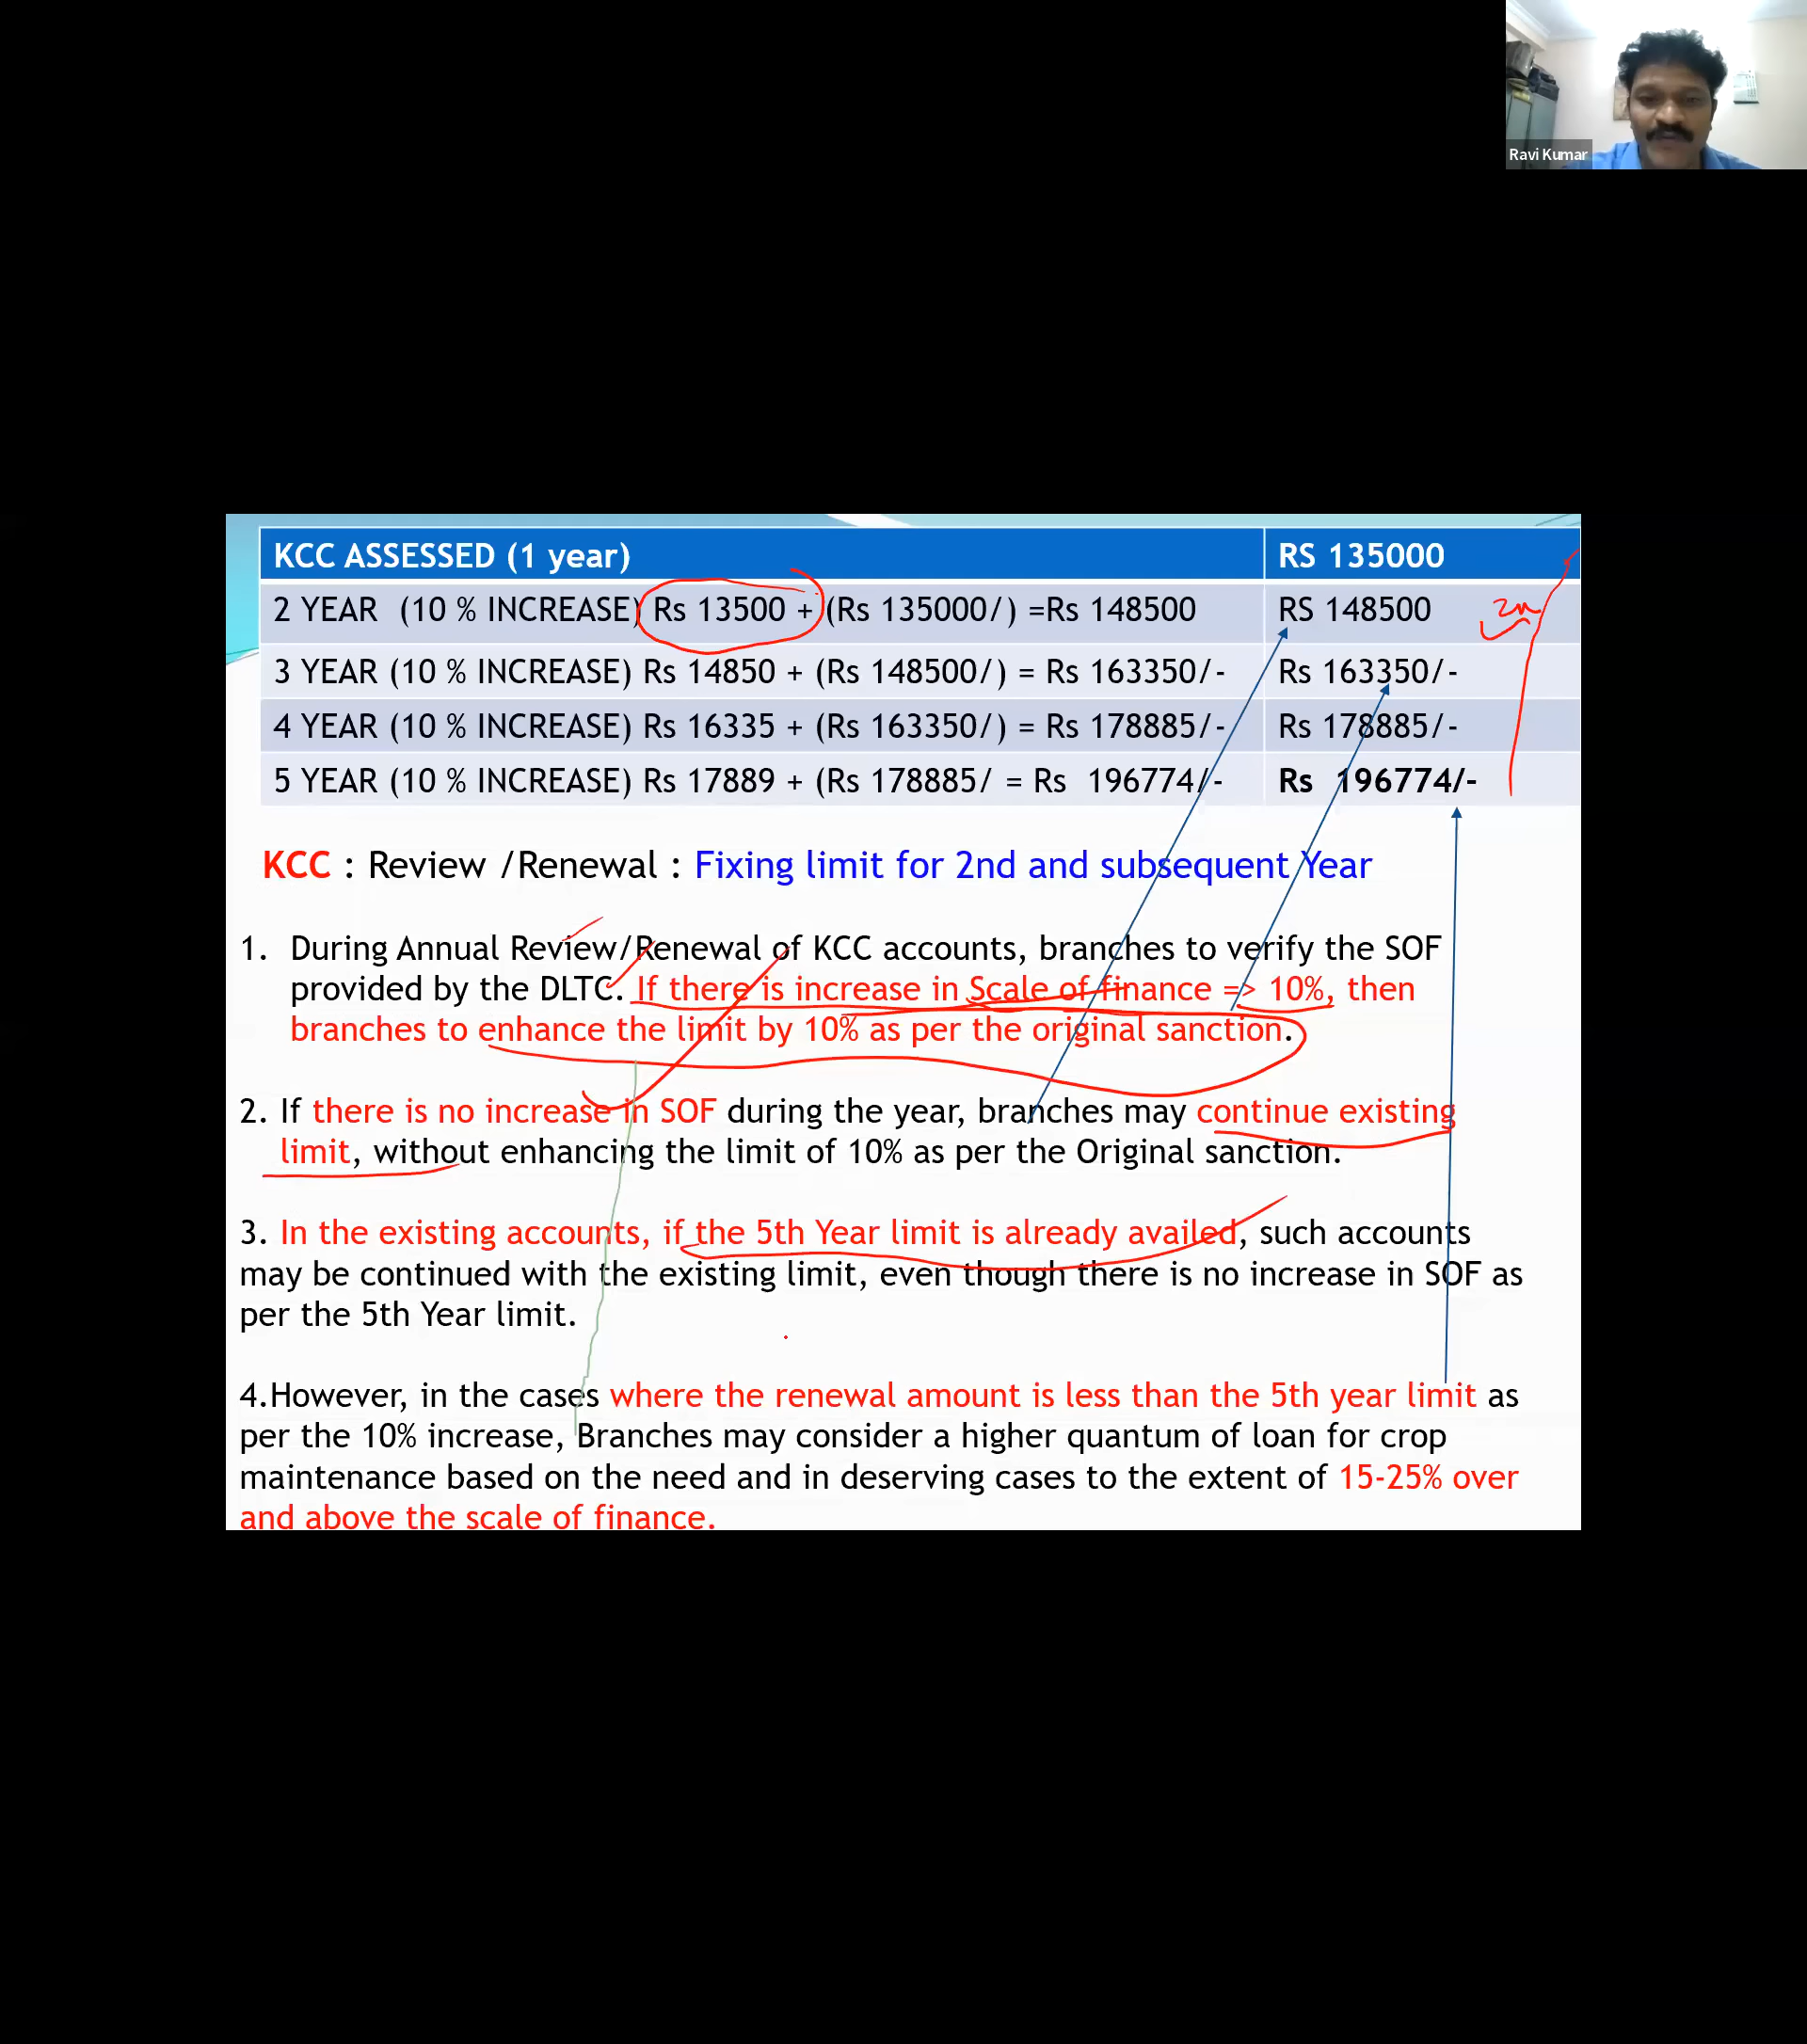 Ravi Kumar
KCC ASSESSED (1 year) RS 135000
2 YEAR (10 % INCREASE) Rs 13500 + (Rs 135000/) =Rs 148500 RS 148500
3 YEAR (10 % INCREASE) Rs 14850 + (Rs 148500/) = Rs 163350/- Rs 163350/-
4 YEAR (10 % INCREASE) Rs 16335 + (Rs 163350/) = Rs 178885/- Rs 178885/-
5 YEAR (10 % INCREASE) Rs 17889 + (Rs 178885/ = Rs 196774/- Rs 196774/-
KCC : Review /Renewal : Fixing limit for 2nd and subsequent Year
1. During Annual Review/Renewal of KCC accounts, branches to verify the SOF
provided by the DLTC. If there is increase in Scale of finance => 10%, then
branches to enhance the limit by 10% as per the original sanction.
2. If there is no increase in SOF during the year, branches may continue existing
limit, without enhancing the limit of 10% as per the Original sanction.
3. In the existing accounts, if the 5th Year limit is already availed, such accounts
may be continued with the existing limit, even though there is no increase in SOF as
per the 5th Year limit.
4.However, in the cases where the renewal amount is less than the 5th year limit as
per the 10% increase, Branches may consider a higher quantum of loan for crop
maintenance based on the need and in deserving cases to the extent of 15-25% over
and above the scale of finance.